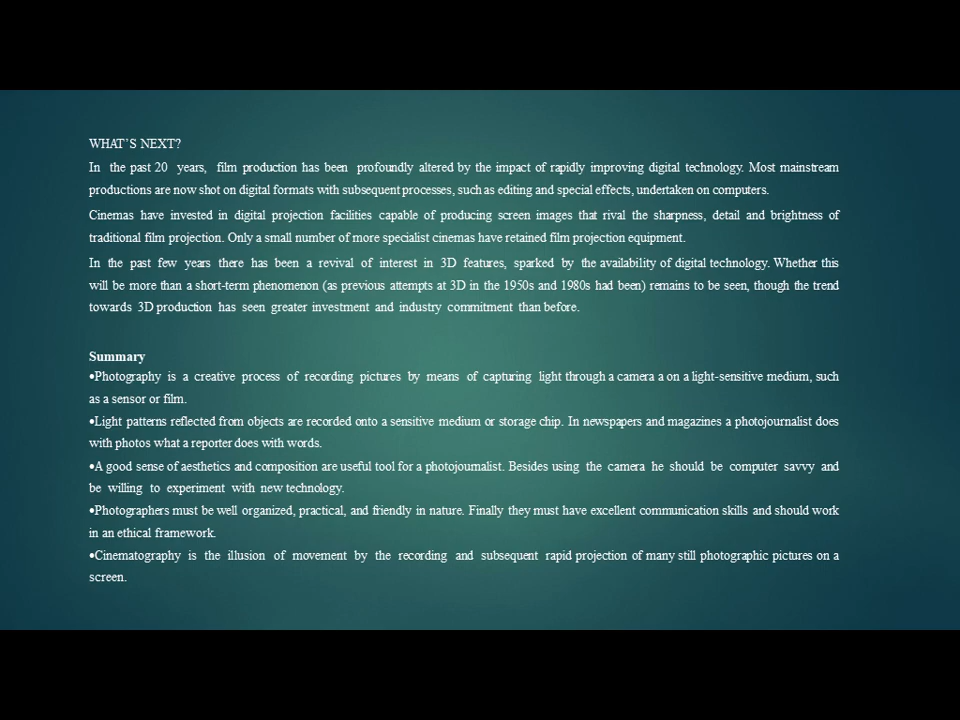 WHAT'S NEXT?
In the past 20 years, film production has been profoundly altered by the impact of rapidly improving digital technology. Most mainstream
productions are now shot on digital formats with subsequent processes, such as editing and special effects, undertaken on computers.
Cinemas have invested in digital projection facilities capable of producing screen images that rival the sharpness, detail and brightness of
traditional film projection. Only a small number of more specialist cinemas have retained film projection equipment.
In the past few years there has been a revival of interest in 3D features, sparked by the availability of digital technology. Whether this
will be more than a short-term phenomenon (as previous attempts at 3D in the 1950s and 1980s had been) remains to be seen, though the trend
towards 3D production has seen greater investment and industry commitment than before.
Summary
•Photography is a creative process of recording pictures by means of capturing light through a camera a on a light-sensitive medium, such
as a sensor or film.
•Light patterns reflected from objects are recorded onto a sensitive medium or storage chip. In newspapers and magazines a photojournalist does
with photos what a reporter does with words.
•A good sense of aesthetics and composition are useful tool for a photojournalist. Besides using the camera he should be computer savvy and
be willing to experiment with new technology.
•Photographers must be well organized, practical, and friendly in nature. Finally they must have excellent communication skills and should work
in an ethical framework.
•Cinematography is the illusion of movement by the recording and subsequent rapid projection of many still photographic pictures on a
screen.